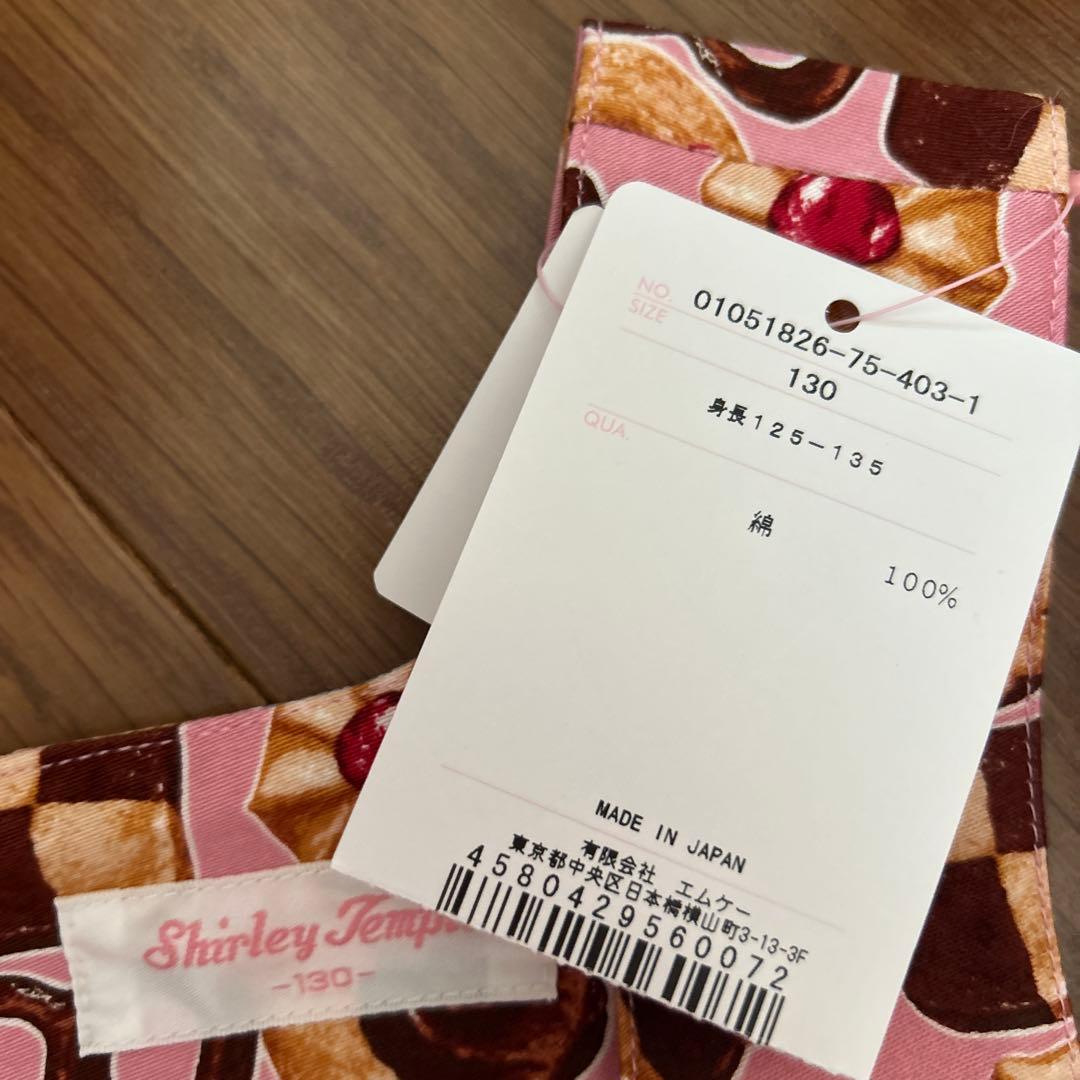 NO. 01051826-75-403-1
SIZE 130
身長125-135
QUA.
綿
100%
MADE IN JAPAN
有限会社 エムケー
東京都中央区日本橋横山町3-13-3F
4580429560072
Shirley Temp
-130-